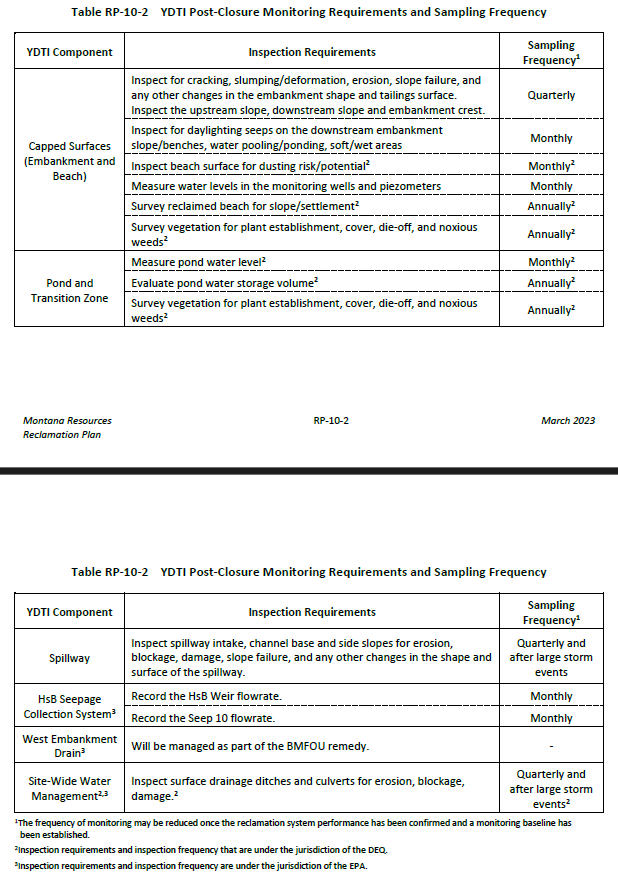 Table RP-10-2 YDTI Post-Closure Monitoring Requirements and Sampling Frequency
YDTI Component
Inspection Requirements
Sampling
Frequency¹
Capped Surfaces
(Embankment and
Beach)
Inspect for cracking, slumping/deformation, erosion, slope failure, and
any other changes in the embankment shape and tailings surface.
Inspect the upstream slope, downstream slope and embankment crest.
Quarterly
Inspect for daylighting seeps on the downstream embankment
slope/benches, water pooling/ponding, soft/wet areas
Monthly
Inspect beach surface for dusting risk/potential²
Monthly²
Measure water levels in the monitoring wells and piezometers
Monthly
Survey reclaimed beach for slope/settlement²
Annually²
Survey vegetation for plant establishment, cover, die-off, and noxious
weeds²
Annually²
Pond and
Transition Zone
Measure pond water level²
Monthly²
Evaluate pond water storage volume²
Annually²
Survey vegetation for plant establishment, cover, die-off, and noxious
weeds²
Annually²
Montana Resources
Reclamation Plan
RP-10-2
March 2023
Table RP-10-2 YDTI Post-Closure Monitoring Requirements and Sampling Frequency
YDTI Component
Inspection Requirements
Sampling
Frequency¹
Spillway
Inspect spillway intake, channel base and side slopes for erosion,
blockage, damage, slope failure, and any other changes in the shape and
surface of the spillway.
Quarterly and
after large storm
events
HsB Seepage
Collection System³
Record the HsB Weir flowrate.
Monthly
Record the Seep 10 flowrate.
Monthly
West Embankment
Drain³
Will be managed as part of the BMFOU remedy.
-
Site-Wide Water
Management²,³
Inspect surface drainage ditches and culverts for erosion, blockage,
damage.²
Quarterly and
after large storm
events²
¹The frequency of monitoring may be reduced once the reclamation system performance has been confirmed and a monitoring baseline has
been established.
²Inspection requirements and inspection frequency that are under the jurisdiction of the DEQ.
³Inspection requirements and inspection frequency are under the jurisdiction of the EPA.